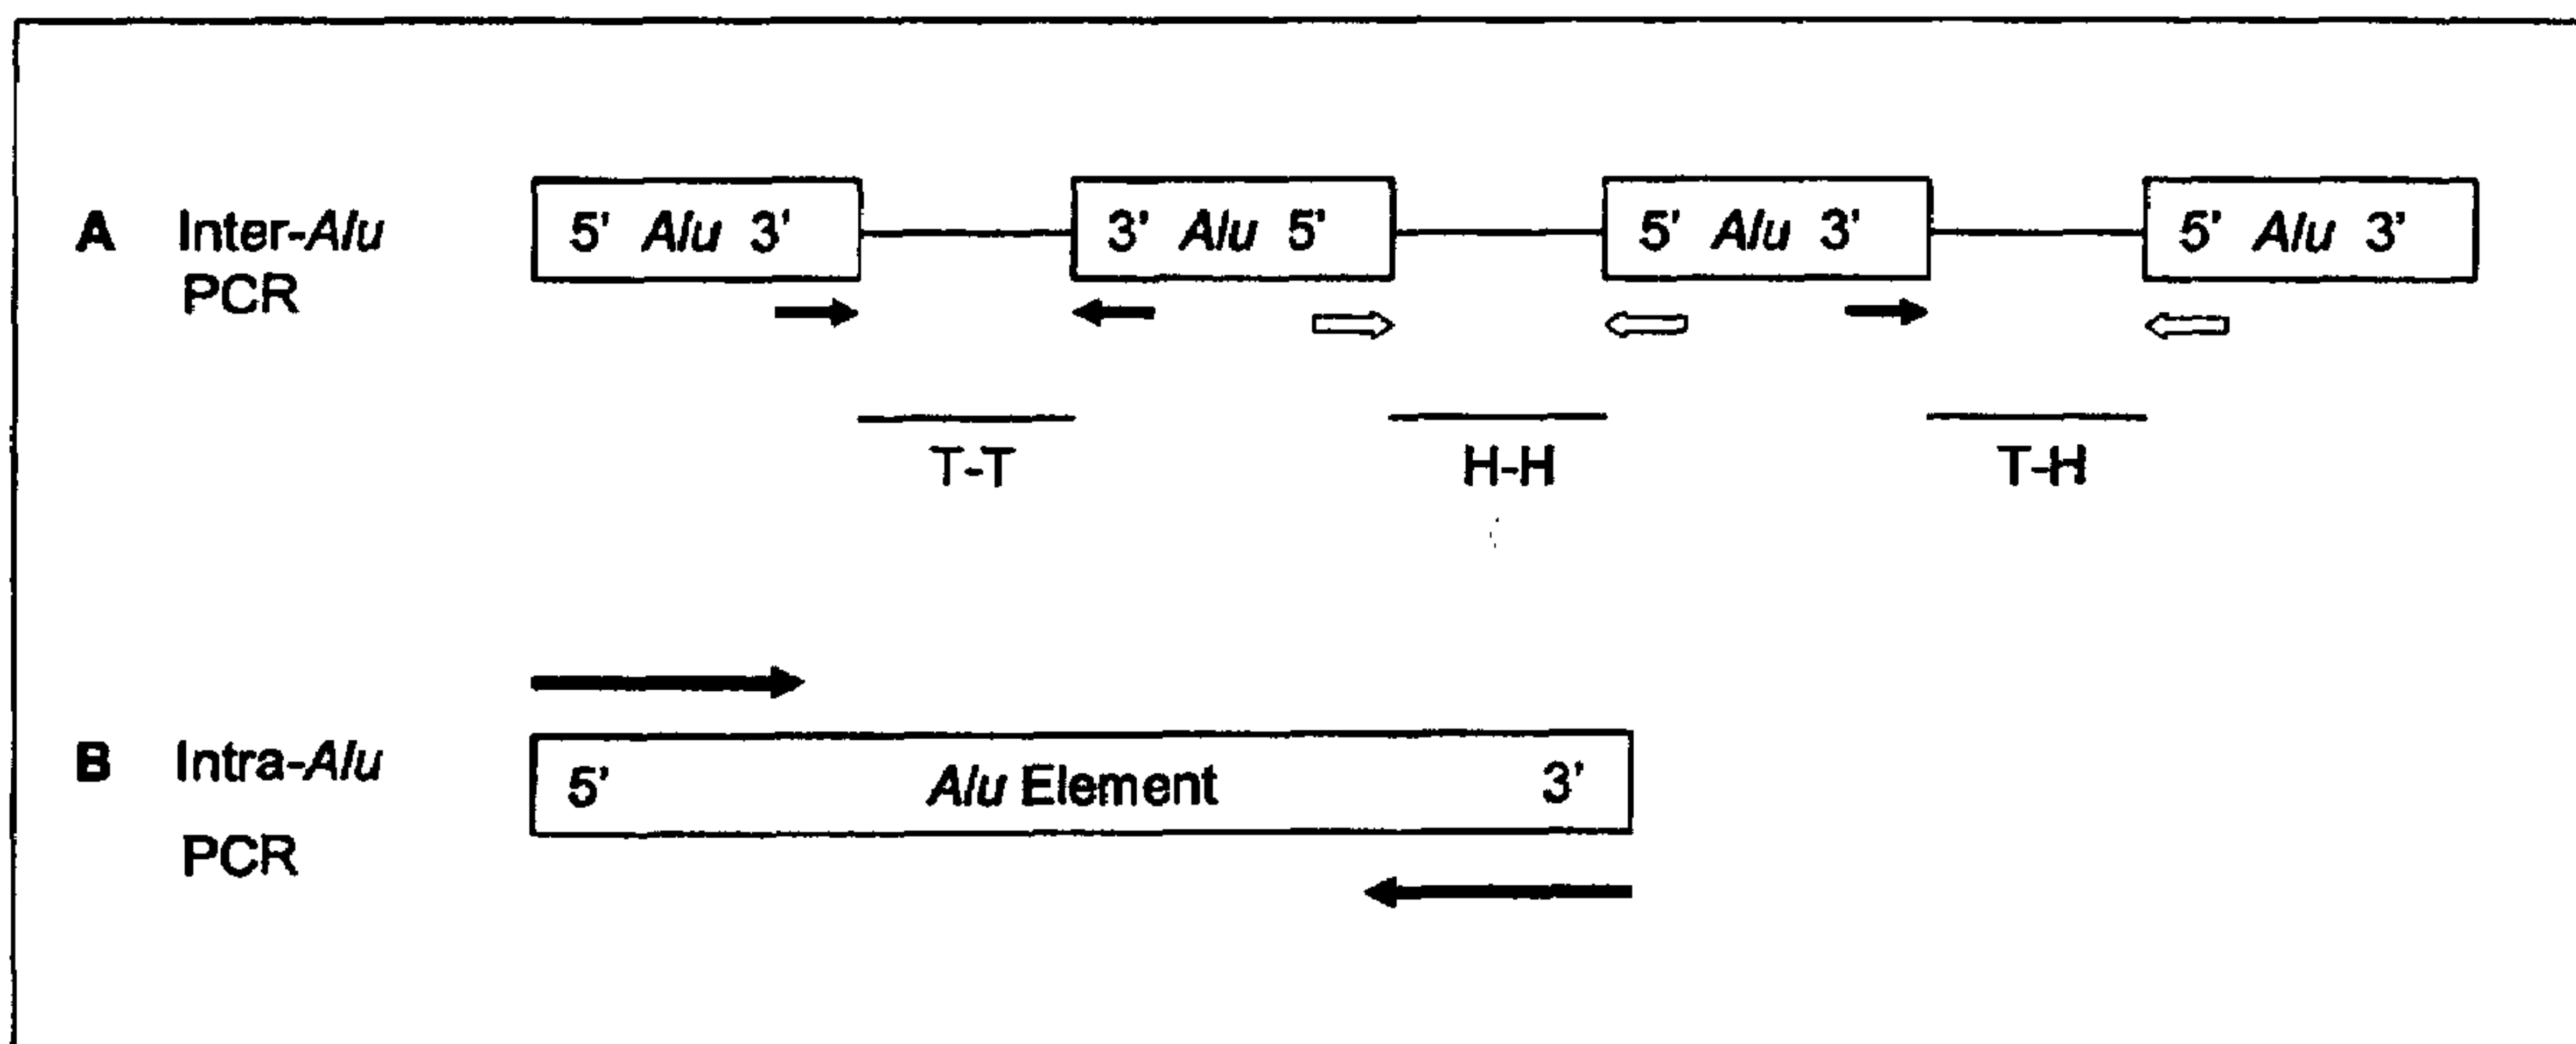 A Inter-Alu 5' Alu 3' 3' Alu 5' 5' Alu 3' 5' Alu 3'
PCR
T-T H-H T-H
B Intra-Alu 5' Alu Element 3'
PCR